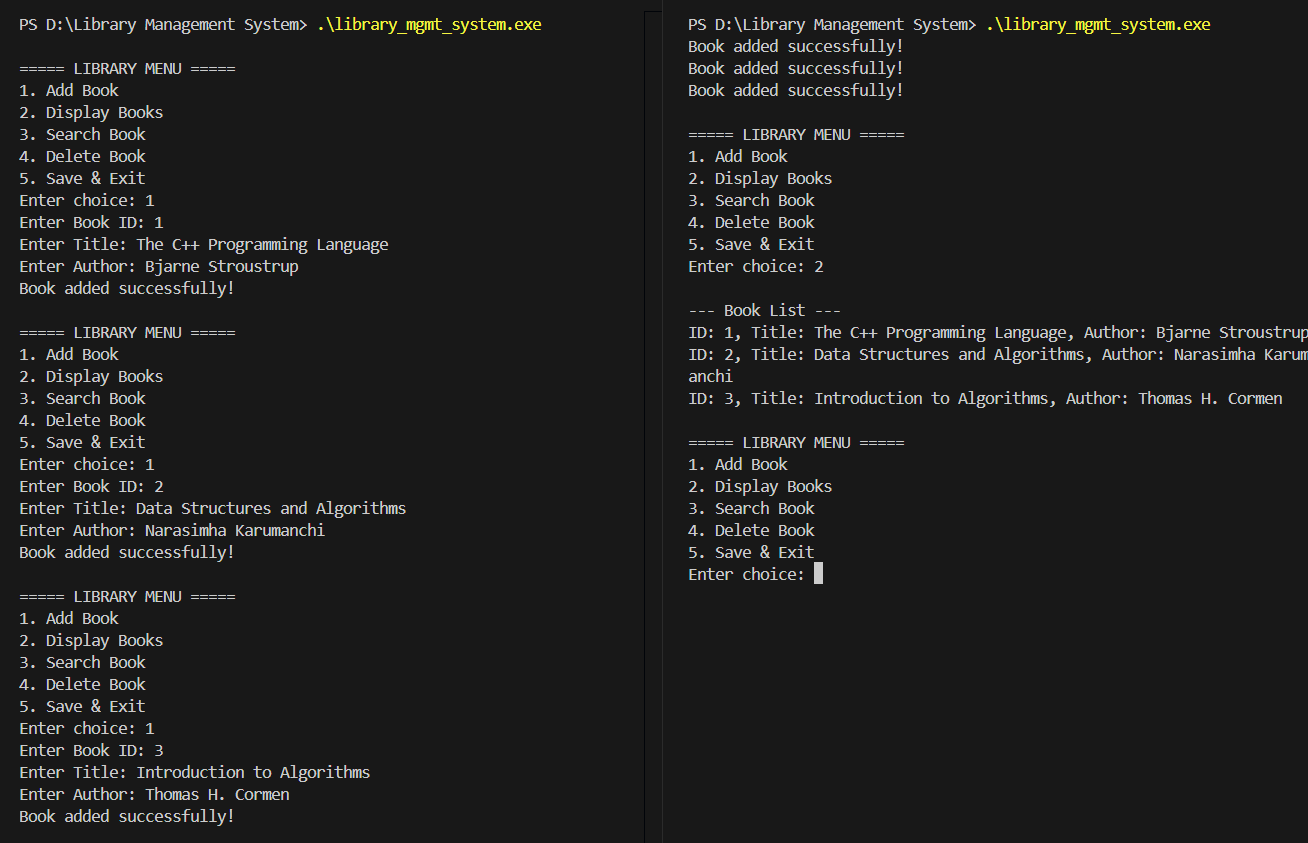 PS D:\Library Management System> .\library_mgmt_system.exe

===== LIBRARY MENU =====
1. Add Book
2. Display Books
3. Search Book
4. Delete Book
5. Save & Exit
Enter choice: 1
Enter Book ID: 1
Enter Title: The C++ Programming Language
Enter Author: Bjarne Stroustrup
Book added successfully!

===== LIBRARY MENU =====
1. Add Book
2. Display Books
3. Search Book
4. Delete Book
5. Save & Exit
Enter choice: 1
Enter Book ID: 2
Enter Title: Data Structures and Algorithms
Enter Author: Narasimha Karumanchi
Book added successfully!

===== LIBRARY MENU =====
1. Add Book
2. Display Books
3. Search Book
4. Delete Book
5. Save & Exit
Enter choice: 1
Enter Book ID: 3
Enter Title: Introduction to Algorithms
Enter Author: Thomas H. Cormen
Book added successfully!

PS D:\Library Management System> .\library_mgmt_system.exe
Book added successfully!
Book added successfully!
Book added successfully!

===== LIBRARY MENU =====
1. Add Book
2. Display Books
3. Search Book
4. Delete Book
5. Save & Exit
Enter choice: 2

--- Book List ---
ID: 1, Title: The C++ Programming Language, Author: Bjarne Stroustrup
ID: 2, Title: Data Structures and Algorithms, Author: Narasimha Karum
anchi
ID: 3, Title: Introduction to Algorithms, Author: Thomas H. Cormen

===== LIBRARY MENU =====
1. Add Book
2. Display Books
3. Search Book
4. Delete Book
5. Save & Exit
Enter choice: